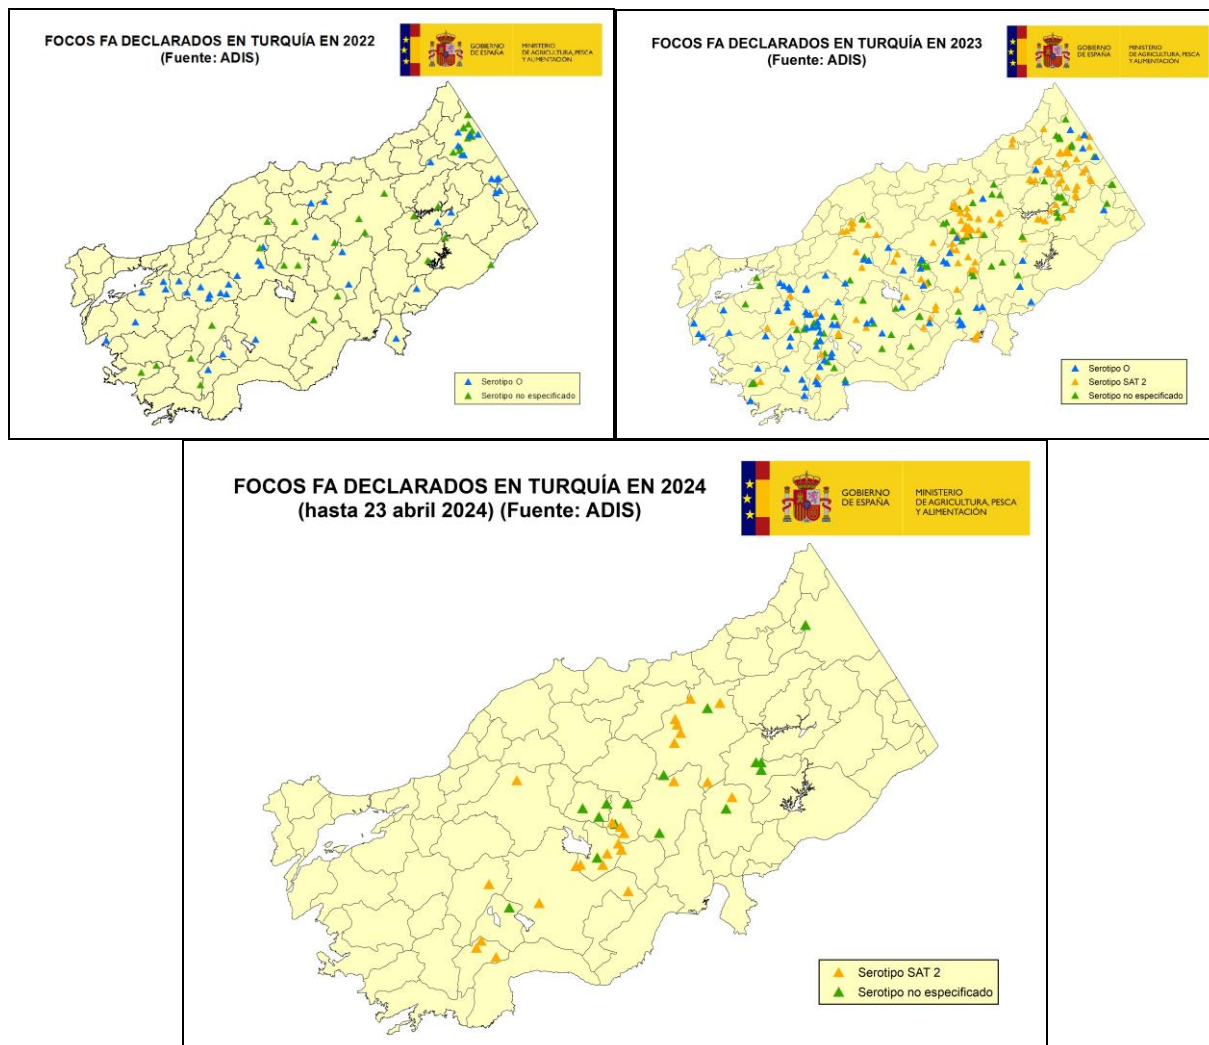 FOCOS FA DECLARADOS EN TURQUÍA EN 2022
(Fuente: ADIS)
GOBIERNO
DE ESPAÑA
MINISTERIO
DE AGRICULTURA, PESCA
Y ALIMENTACIÓN
Serotipo O
Serotipo no especificado
FOCOS FA DECLARADOS EN TURQUÍA EN 2023
(Fuente: ADIS)
GOBIERNO
DE ESPAÑA
MINISTERIO
DE AGRICULTURA, PESCA
Y ALIMENTACIÓN
Serotipo O
Serotipo SAT 2
Serotipo no especificado
FOCOS FA DECLARADOS EN TURQUÍA EN 2024
(hasta 23 abril 2024) (Fuente: ADIS)
GOBIERNO
DE ESPAÑA
MINISTERIO
DE AGRICULTURA, PESCA
Y ALIMENTACIÓN
Serotipo SAT 2
Serotipo no especificado